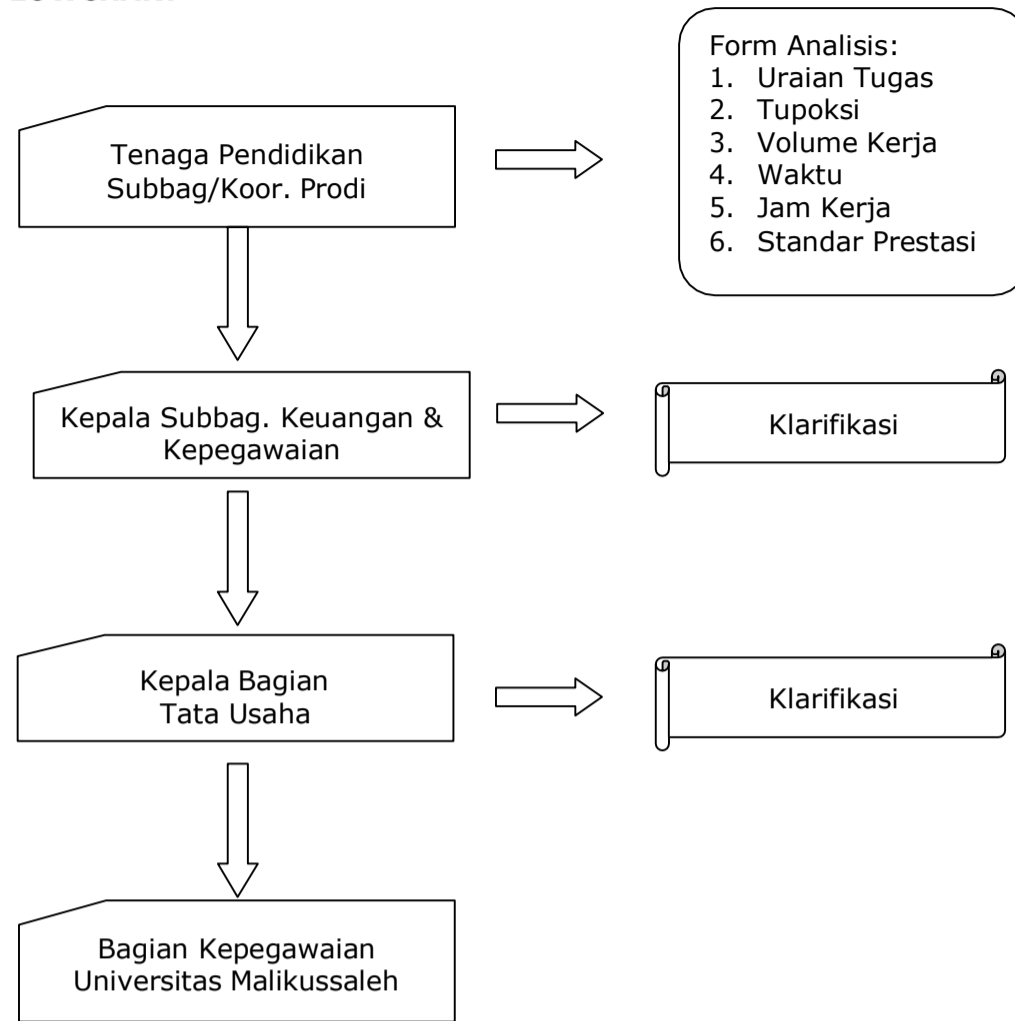 Tenaga Pendidikan
Subbag/Koor. Prodi
Form Analisis:
1. Uraian Tugas
2. Tupoksi
3. Volume Kerja
4. Waktu
5. Jam Kerja
6. Standar Prestasi
Kepala Subbag. Keuangan &
Kepegawaian
Klarifikasi
Kepala Bagian
Tata Usaha
Klarifikasi
Bagian Kepegawaian
Universitas Malikussaleh